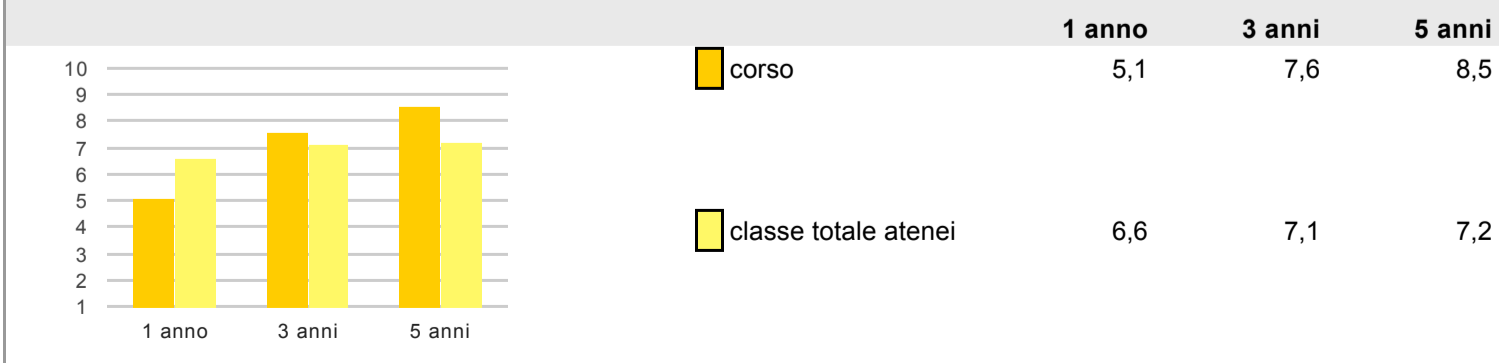 1 anno 3 anni 5 anni
10
9
8
7
6
5
4
3
2
1
1 anno 3 anni 5 anni
corso 5,1 7,6 8,5
classe totale atenei 6,6 7,1 7,2